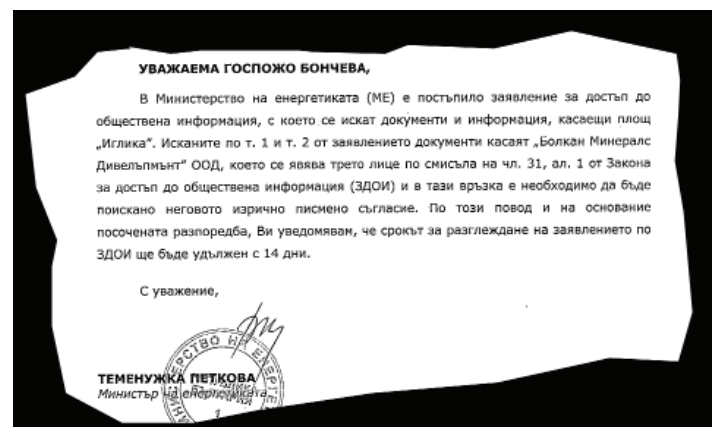 УВАЖАЕМА ГОСПОЖО БОНЧЕВА,
В Министерство на енергетиката (МЕ) е постъпило заявление за достъп до
обществена информация, с което се искат документи и информация, касаещи площ
„Иглика". Исканите по т. 1 и т. 2 от заявлението документи касаят „Болкан Минералс
Дивелъпмънт" ООД, което се явява трето лице по смисъла на чл. 31, ал. 1 от Закона
за достъп до обществена информация (ЗДОИ) и в тази връзка е необходимо да бъде
поискано неговото изрично писмено съгласие. По този повод и на основание
посочената разпоредба, Ви уведомявам, че срокът за разглеждане на заявлението по
ЗДОИ ще бъде удължен с 14 дни.
С уважение,
ТЕМЕНУЖКА ПЕТКОВА
Министър на енергетиката